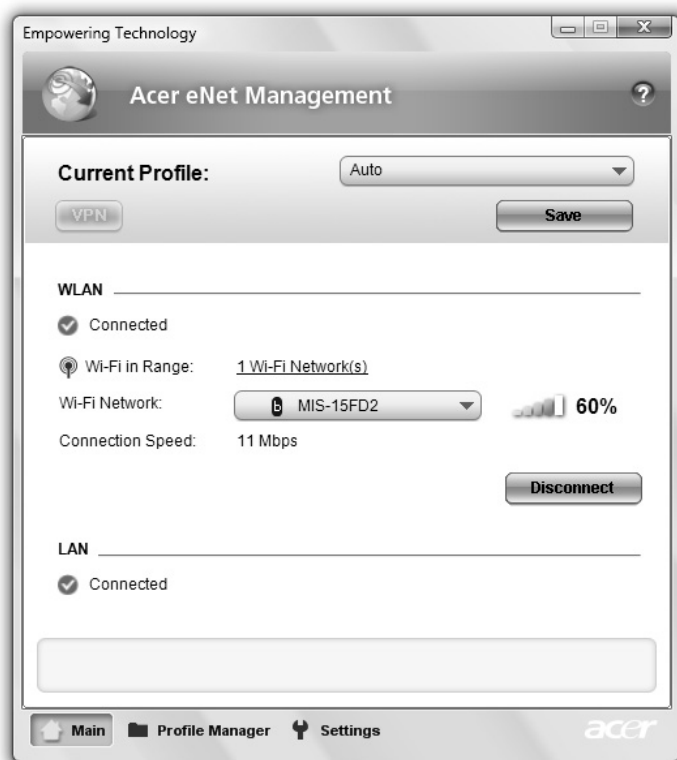 Empowering Technology
Acer eNet Management
?
Current Profile:
Auto
VPN
Save
WLAN
Connected
Wi-Fi in Range:
1 Wi-Fi Network(s)
Wi-Fi Network:
b MIS-15FD2
60%
Connection Speed:
11 Mbps
Disconnect
LAN
Connected
Main
Profile Manager
Settings
acer